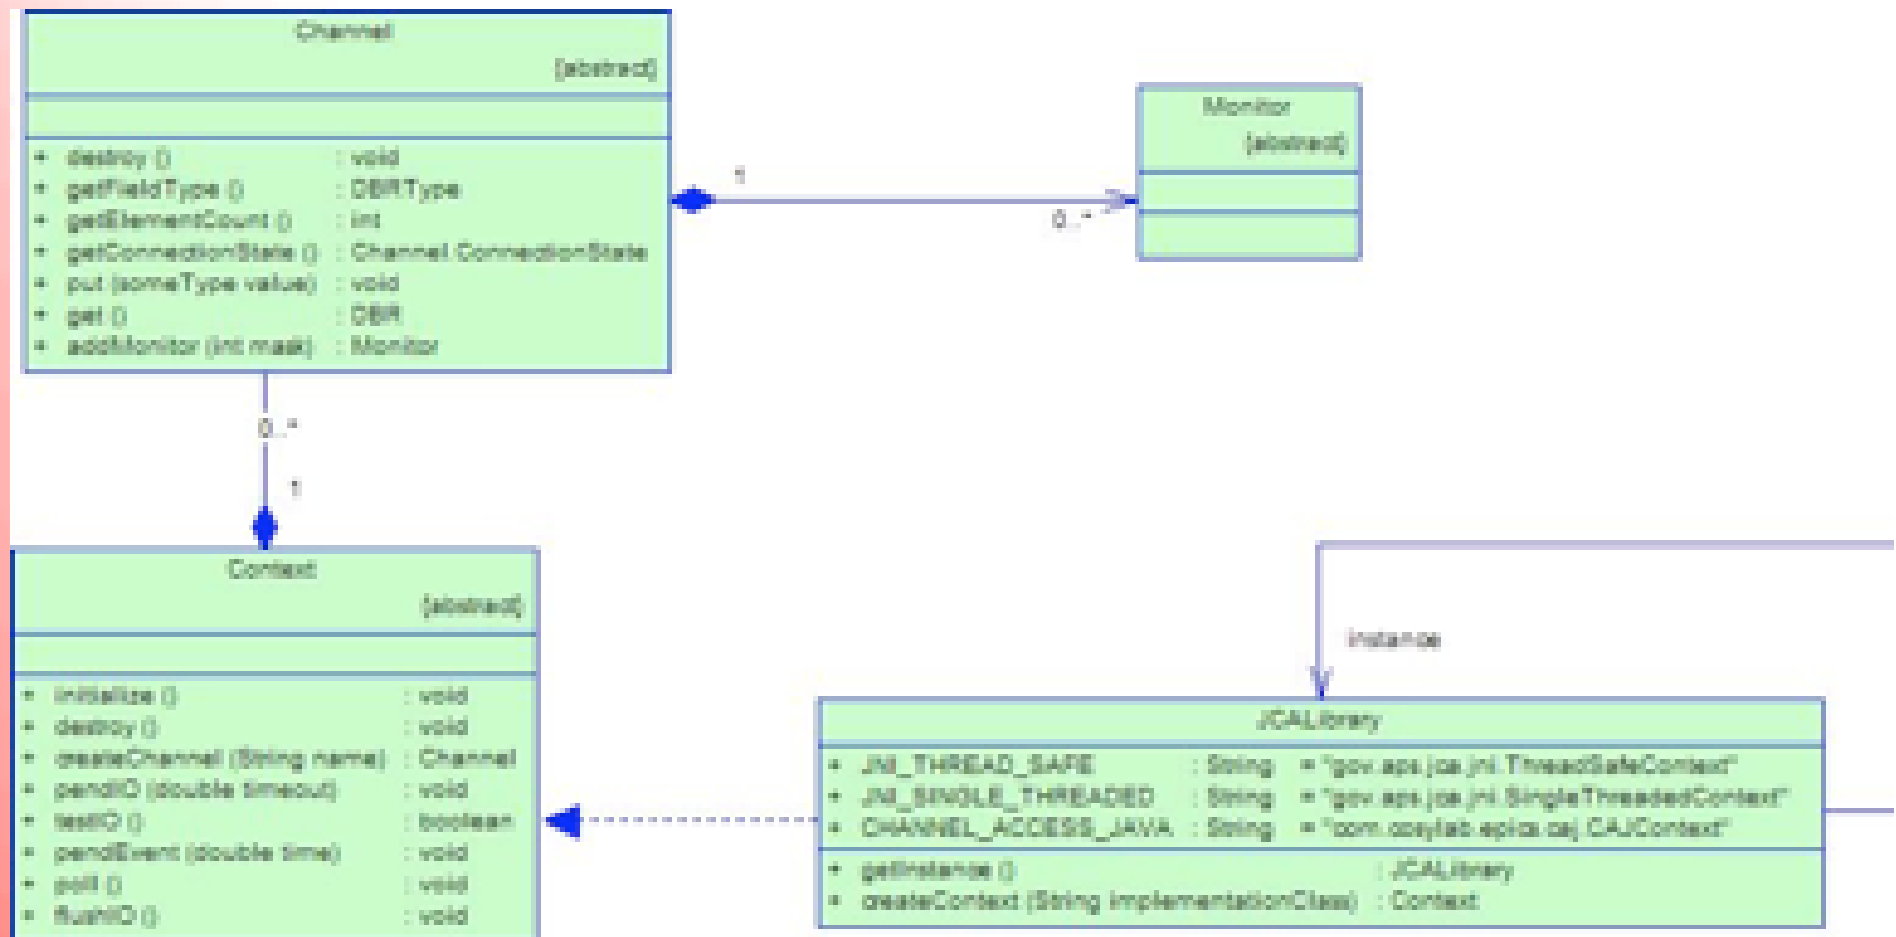 Channel
{abstract}
+ destroy () : void
+ getFieldType () : DBRType
+ getElementCount () : int
+ getConnectionState () : Channel.ConnectionState
+ put (someType value) : void
+ get () : DBR
+ addMonitor (int mask) : Monitor
Monitor
{abstract}
1
0..*
0..*
1
Context
{abstract}
+ initialize () : void
+ destroy () : void
+ createChannel (String name) : Channel
+ pendIO (double timeout) : void
+ testIO () : boolean
+ pendEvent (double time) : void
+ poll () : void
+ flushIO () : void
instance
JCALibrary
+ JNI_THREAD_SAFE : String = "gov.aps.jca.jni.ThreadSafeContext"
+ JNI_SINGLE_THREADED : String = "gov.aps.jca.jni.SingleThreadedContext"
+ CHANNEL_ACCESS_JAVA : String = "com.cosylab.epics.caj.CAJContext"
+ getInstance () : JCALibrary
+ createContext (String implementationClass) : Context